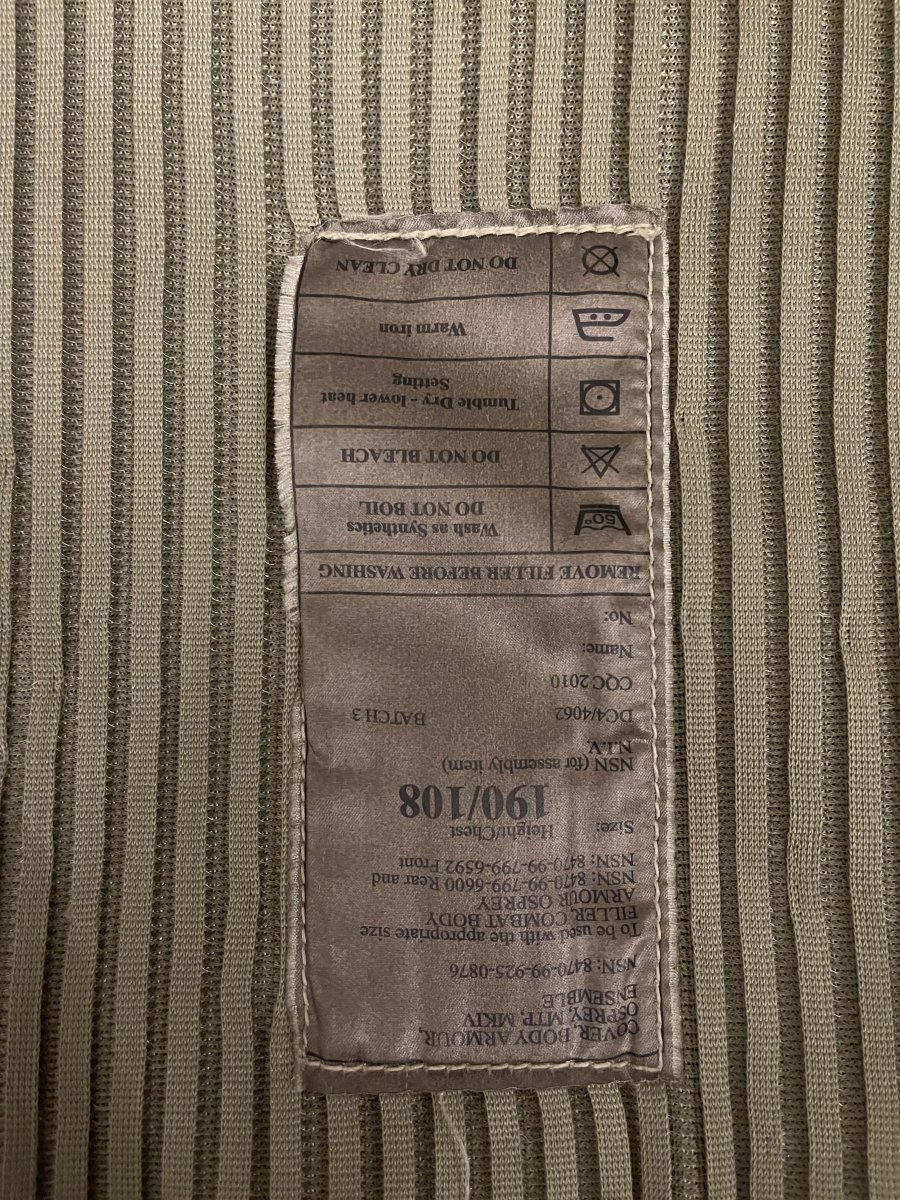 COVER, BODY ARMOUR,
OSPREY, MTP, MKIV
ENSEMBLE
NSN: 8470-99-925-0876
To be used with the appropriate size
FILLER, COMBAT BODY
ARMOUR OSPREY
NSN: 8470-99-799-6600 Rear and
NSN: 8470-99-799-6592 Front
Size: Height/Chest
190/108
NSN (for assembly item)
N.I.V.
DC4/4062 BATCH 3
CQC 2010
Name:
No:
REMOVE FILLER BEFORE WASHING
50° Wash as Synthetics
DO NOT BOIL
DO NOT BLEACH
Tumble Dry - lower heat
Setting
Warm Iron
DO NOT DRY CLEAN